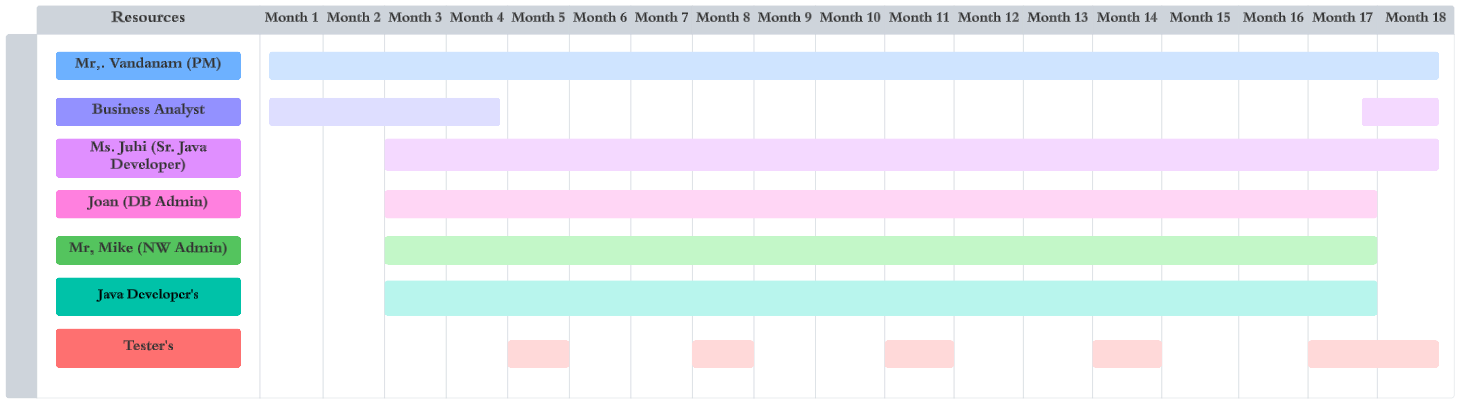 Resources Month 1 Month 2 Month 3 Month 4 Month 5 Month 6 Month 7 Month 8 Month 9 Month 10 Month 11 Month 12 Month 13 Month 14 Month 15 Month 16 Month 17 Month 18
Mr,. Vandanam (PM)
Business Analyst
Ms. Juhi (Sr. Java
Developer)
Joan (DB Admin)
Mr, Mike (NW Admin)
Java Developer's
Tester's